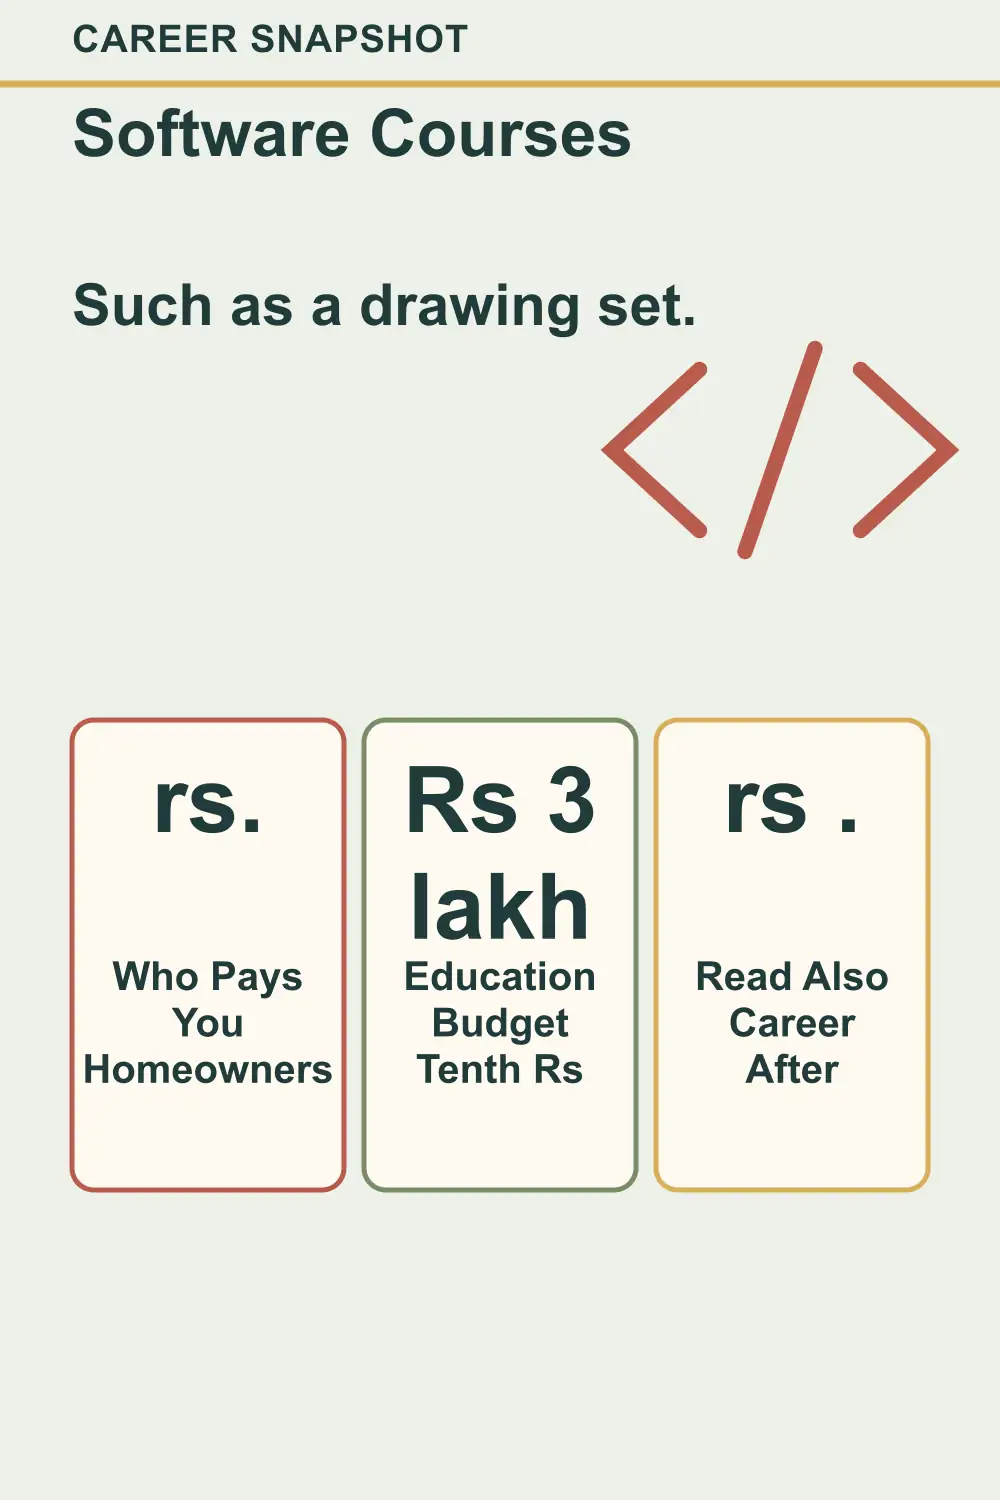 CAREER SNAPSHOT
Software Courses
Such as a drawing set.
</>
rs.
Who Pays
You
Homeowners
Rs 3
lakh
Education
Budget
Tenth Rs
rs .
Read Also
Career
After